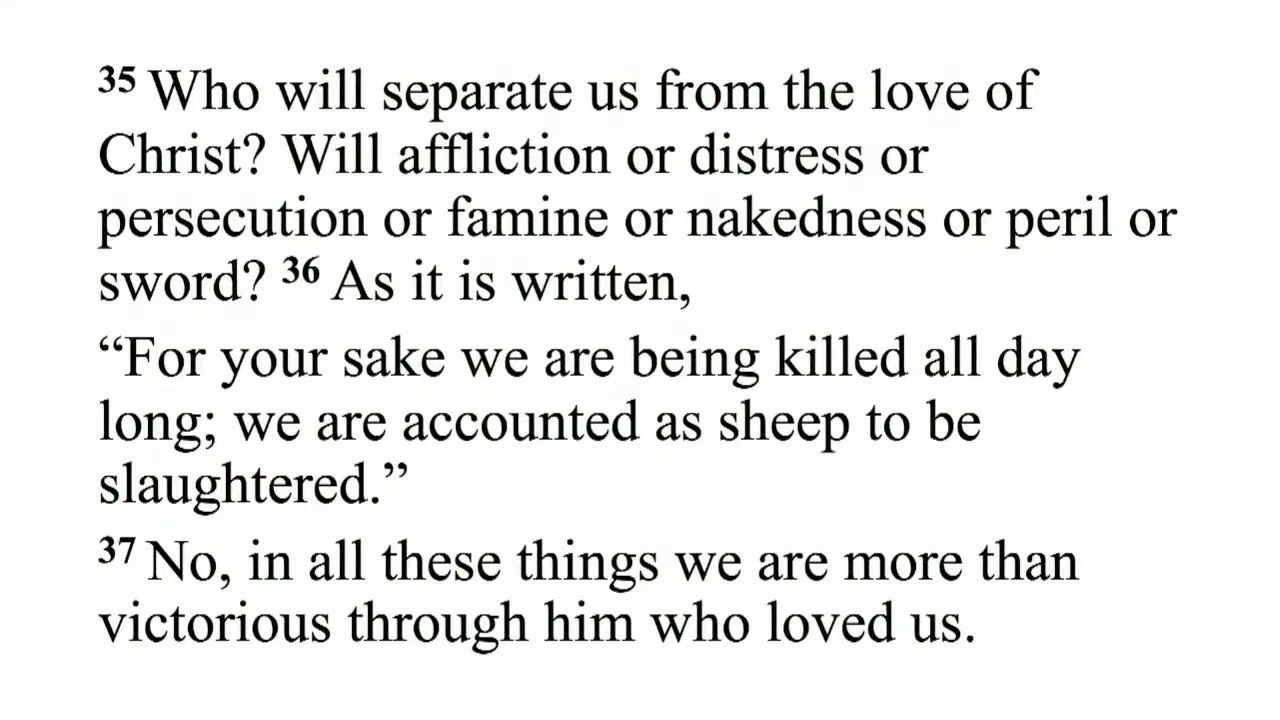 35 Who will separate us from the love of
Christ? Will affliction or distress or
persecution or famine or nakedness or peril or
sword? 36 As it is written,
“For your sake we are being killed all day
long; we are accounted as sheep to be
slaughtered.”
37 No, in all these things we are more than
victorious through him who loved us.